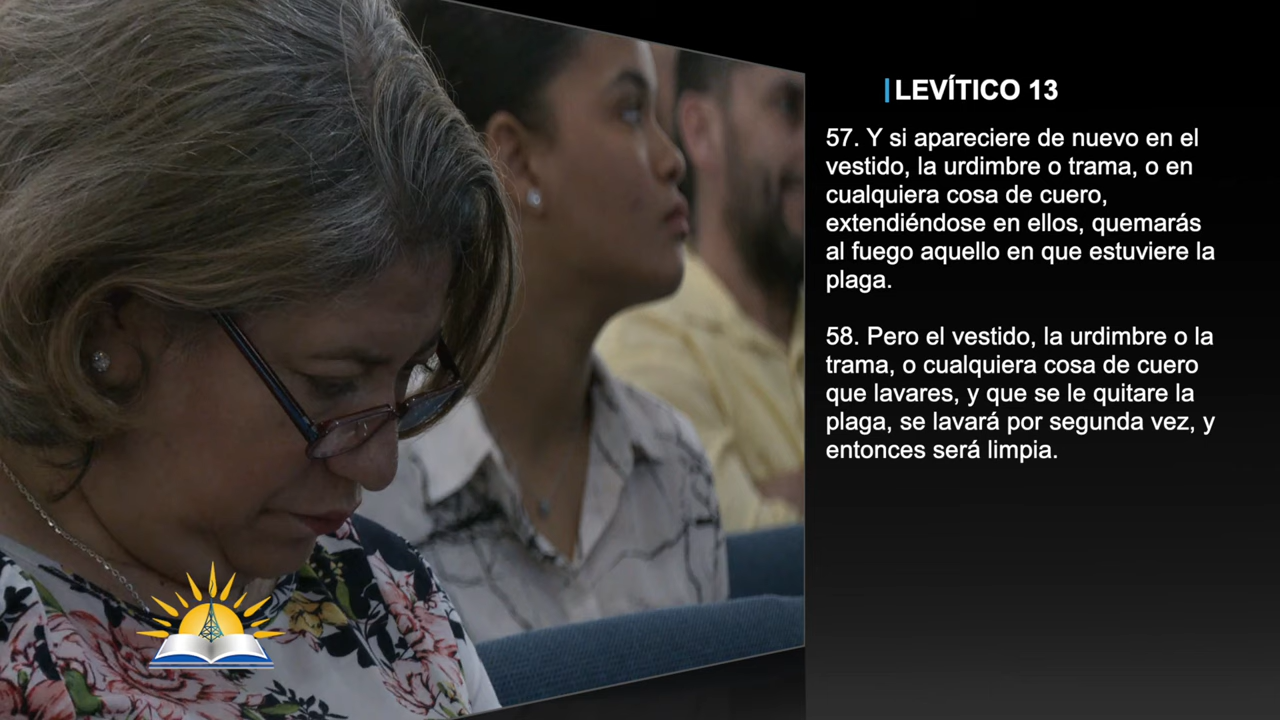 LEVÍTICO 13
57. Y si apareciere de nuevo en el
vestido, la urdimbre o trama, o en
cualquiera cosa de cuero,
extendiéndose en ellos, quemarás
al fuego aquello en que estuviere la
plaga.
58. Pero el vestido, la urdimbre o la
trama, o cualquiera cosa de cuero
que lavares, y que se le quitare la
plaga, se lavará por segunda vez, y
entonces será limpia.